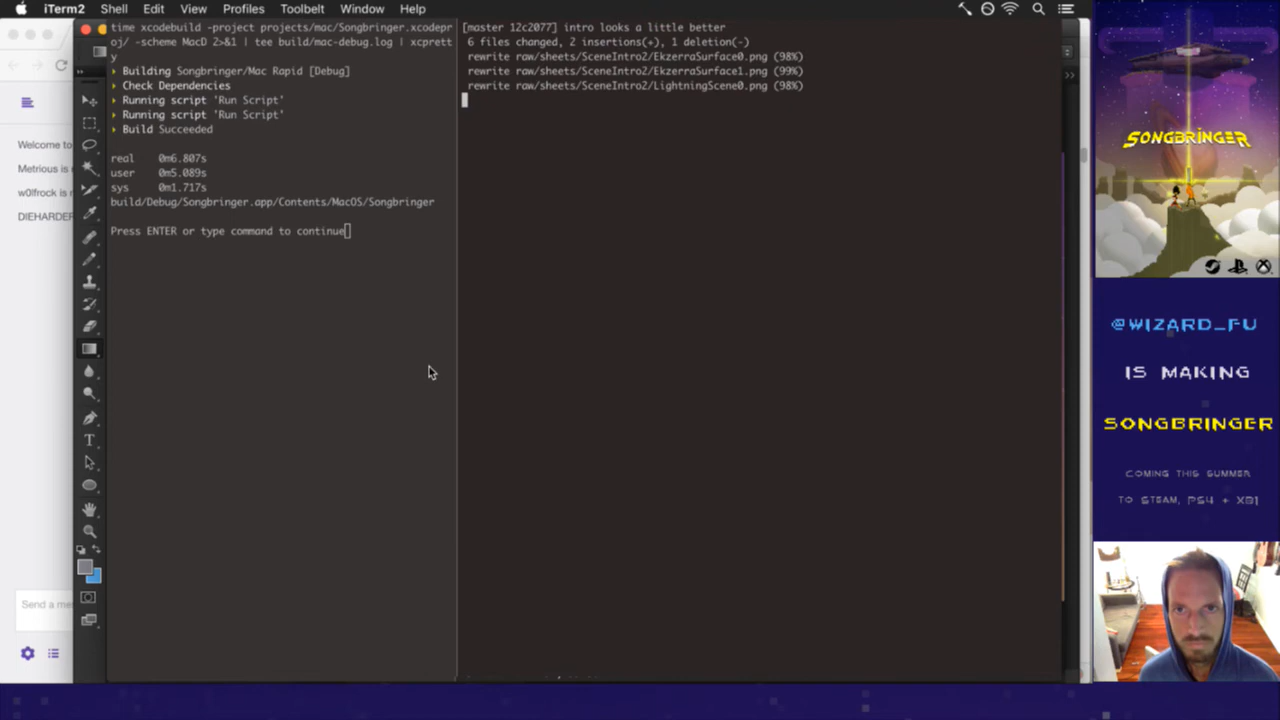 iTerm2 Shell Edit View Profiles Toolbelt Window Help
time xcodebuild -project projects/mac/Songbringer.xcodepr
oj/ -scheme MacD 2>&1 | tee build/mac-debug.log | xcprett
y
Building Songbringer/Mac Rapid [Debug]
Check Dependencies
Running script 'Run Script'
Running script 'Run Script'
Build Succeeded
real 0m6.807s
user 0m5.089s
sys 0m1.717s
build/Debug/Songbringer.app/Contents/MacOS/Songbringer
Press ENTER or type command to continue
[master 12c2077] intro looks a little better
6 files changed, 2 insertions(+), 1 deletion(-)
rewrite raw/sheets/SceneIntro2/EkzerraSurface0.png (98%)
rewrite raw/sheets/SceneIntro2/EkzerraSurface1.png (99%)
rewrite raw/sheets/SceneIntro2/LightningScene0.png (98%)
Welcome to
Metrious is
w0lfrock is
DIEHARDER
Send a me
SONGBRINGER
@WIZARD_FU
IS MAKING
SONGBRINGER
COMING THIS SUMMER
TO STEAM, PS4 + XB1